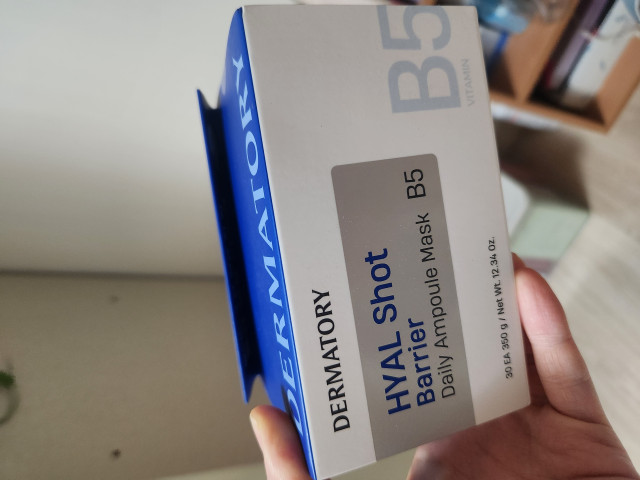 DERMATORY
B5
VITAMIN
DERMATORY
HYAL Shot
Barrier
Daily Ampoule Mask B5
30 EA 350 g / Net Wt. 12.34 Oz.